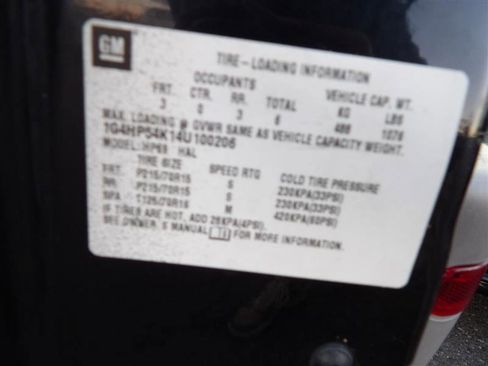 GM
TIRE-LOADING INFORMATION
OCCUPANTS VEHICLE CAP. WT.
FRT. CTR. RR. TOTAL KG LBS
3 0 3 6 488 1076
MAX. LOADING @ GVWR SAME AS VEHICLE CAPACITY WEIGHT.
1G4HP54K14U100206
MODEL: HP69 HAL
TIRE SIZE SPEED RTG COLD TIRE PRESSURE
FRT. P215/70R15 S 230KPA(33PSI)
RR. P215/70R15 S 230KPA(33PSI)
SPA T125/70R15 M 420KPA(60PSI)
IF TIRES ARE HOT, ADD 28KPA(4PSI).
SEE OWNER'S MANUAL FOR MORE INFORMATION.